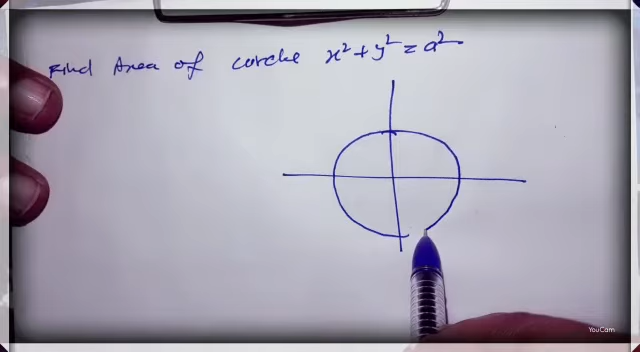 Find Area of circle x² + y² = a²
YouCam